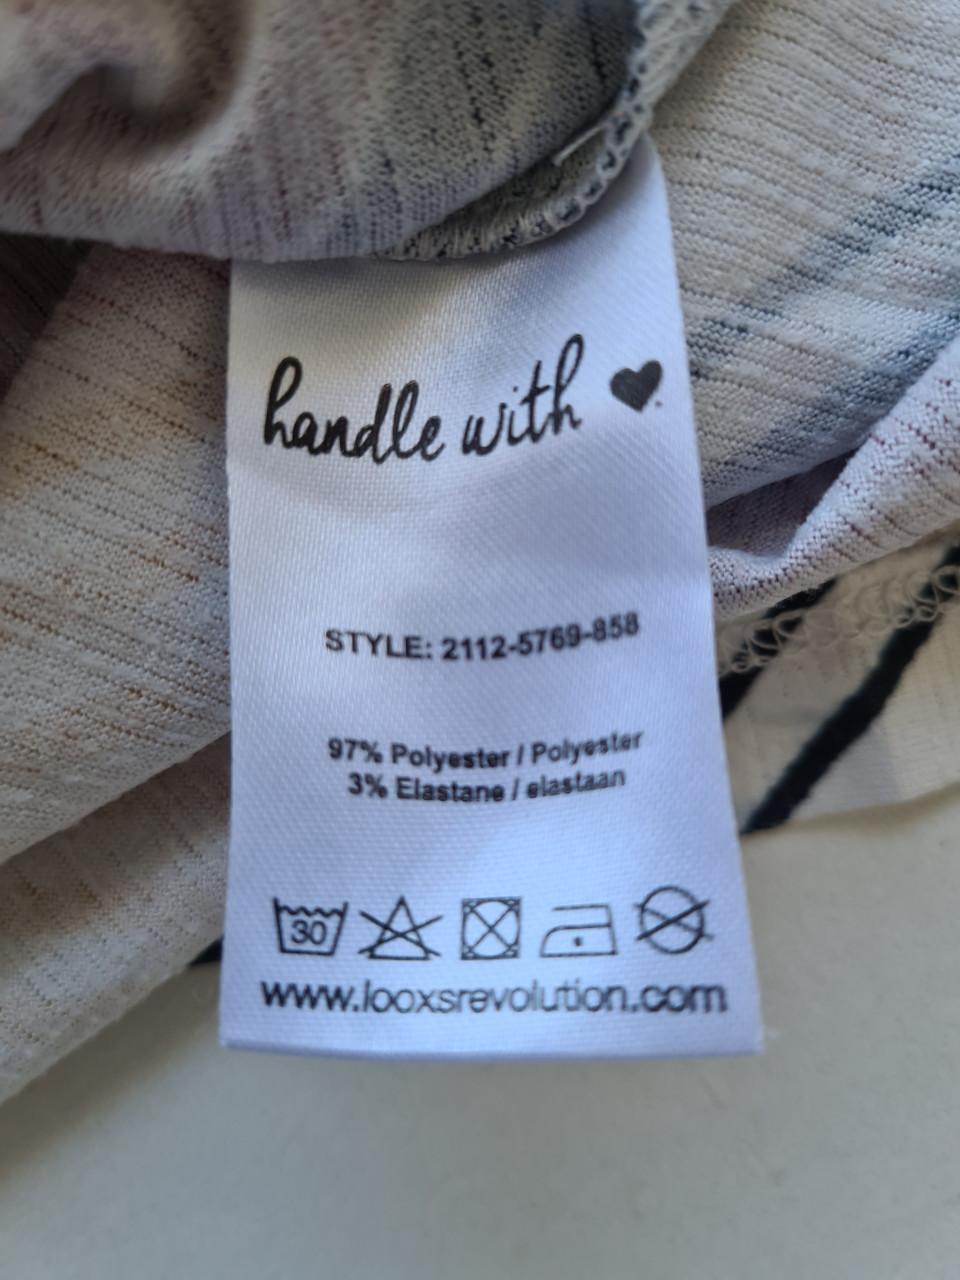 handle with ♥.
STYLE: 2112-5769-858
97% Polyester / Polyester
3% Elastane / elastaan
30
www.looxsrevolution.com